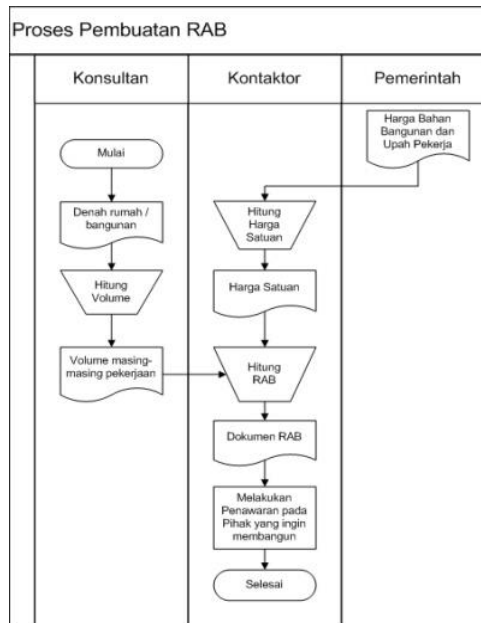 Proses Pembuatan RAB
Konsultan
Kontaktor
Pemerintah
Harga Bahan
Bangunan dan
Upah Pekerja
Mulai
Denah rumah /
bangunan
Hitung
Harga
Satuan
Hitung
Volume
Harga Satuan
Volume masing-
masing pekerjaan
Hitung
RAB
Dokumen RAB
Melakukan
Penawaran pada
Pihak yang ingin
membangun
Selesai